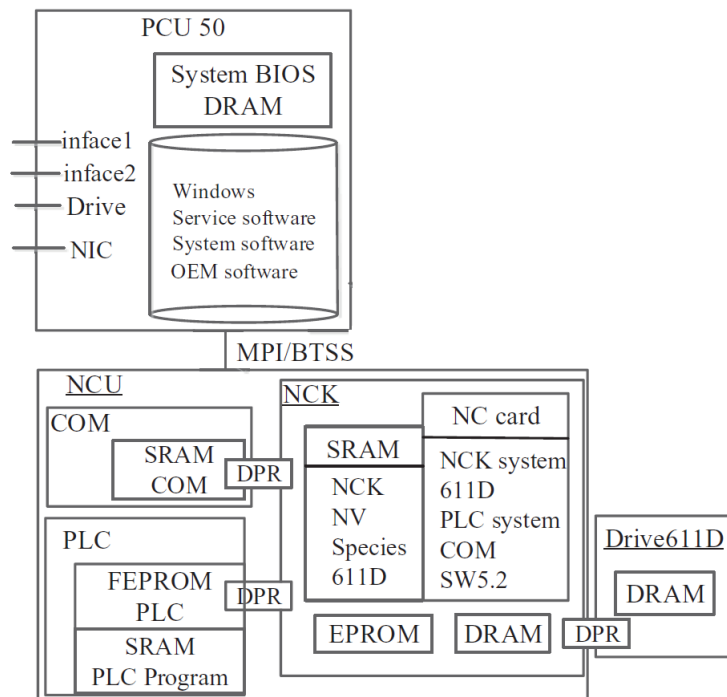 PCU 50
System BIOS
DRAM
inface1
inface2
Drive
NIC
Windows
Service software
System software
OEM software
MPI/BTSS
NCU
COM
SRAM
COM
DPR
PLC
FEPROM
PLC
SRAM
PLC Program
DPR
NCK
SRAM
NCK
NV
Species
611D
NC card
NCK system
611D
PLC system
COM
SW5.2
EPROM
DRAM
DPR
Drive611D
DRAM